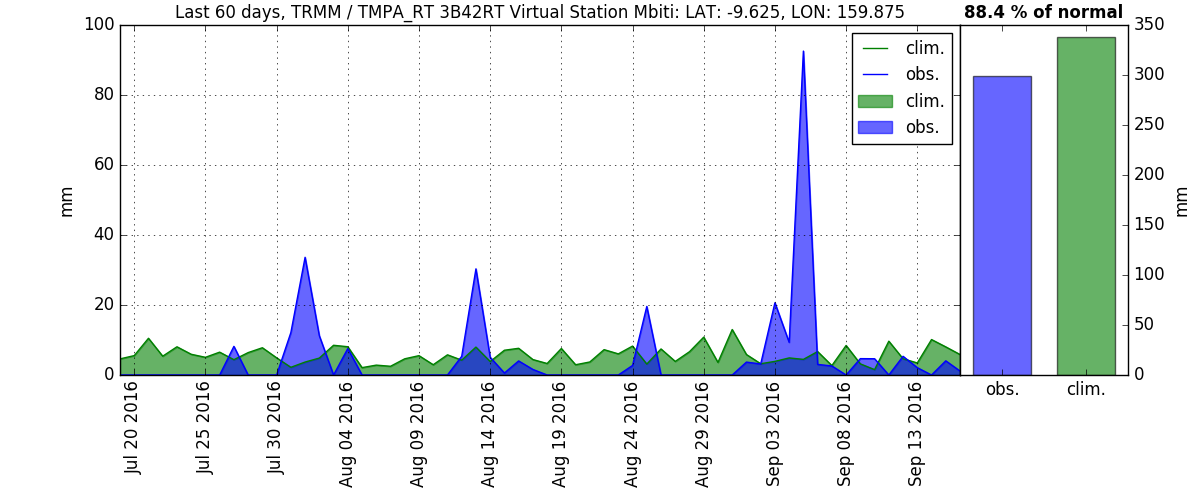 Last 60 days, TRMM / TMPA_RT 3B42RT Virtual Station Mbiti: LAT: -9.625, LON: 159.875
88.4 % of normal
100
80
60
40
20
0
mm
clim.
obs.
clim.
obs.
350
300
250
200
150
100
50
0
mm
obs.
clim.
Jul 20 2016
Jul 25 2016
Jul 30 2016
Aug 04 2016
Aug 09 2016
Aug 14 2016
Aug 19 2016
Aug 24 2016
Aug 29 2016
Sep 03 2016
Sep 08 2016
Sep 13 2016